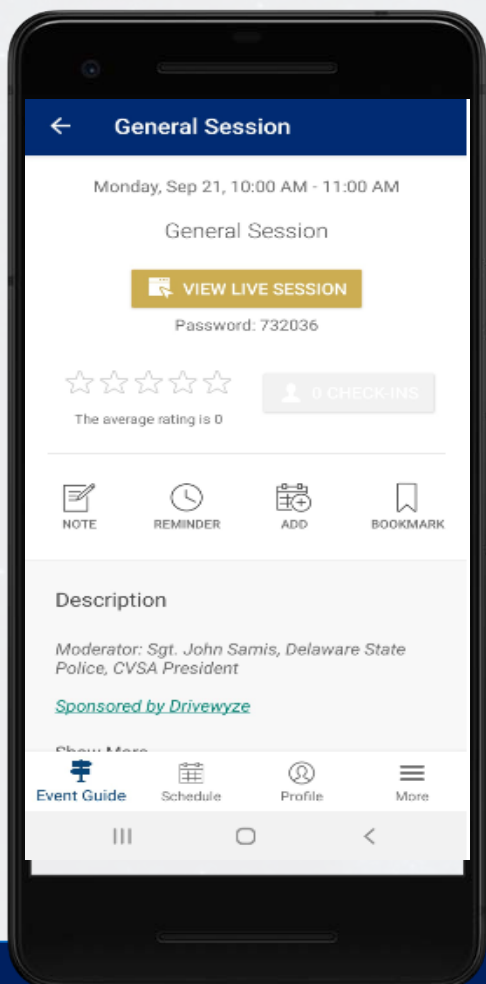 General Session
Monday, Sep 21, 10:00 AM - 11:00 AM
General Session
VIEW LIVE SESSION
Password: 732036
The average rating is 0
0 CHECK-INS
NOTE
REMINDER
ADD
BOOKMARK
Description
Moderator: Sgt. John Samis, Delaware State
Police, CVSA President
Sponsored by Drivewyze
Show More
Event Guide
Schedule
Profile
More